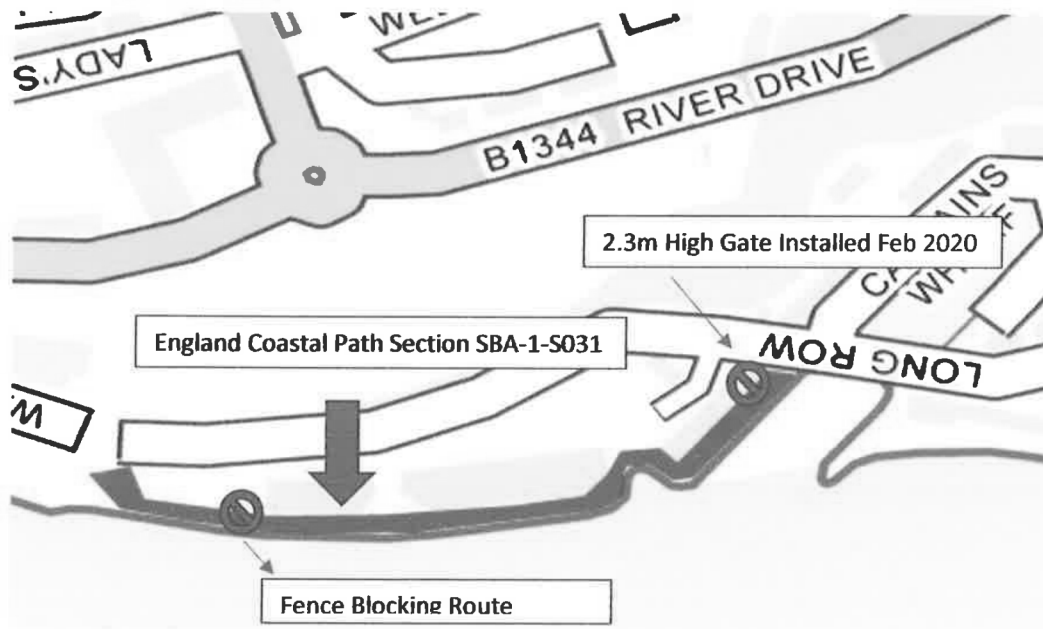 LADY'S
WEL
B1344 RIVER DRIVE
2.3m High Gate Installed Feb 2020
England Coastal Path Section SBA-1-S031
LONG ROW
W
Fence Blocking Route